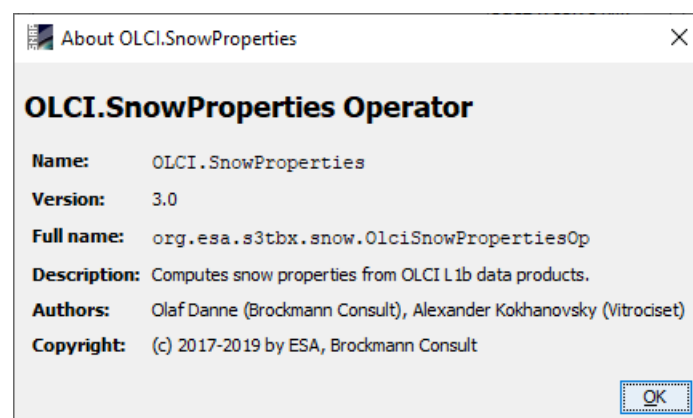 About OLCI.SnowProperties
OLCI.SnowProperties Operator
Name: OLCI.SnowProperties
Version: 3.0
Full name: org.esa.s3tbx.snow.OlciSnowPropertiesOp
Description: Computes snow properties from OLCI L1b data products.
Authors: Olaf Danne (Brockmann Consult), Alexander Kokhanovsky (Vitrociset)
Copyright: (c) 2017-2019 by ESA, Brockmann Consult
OK